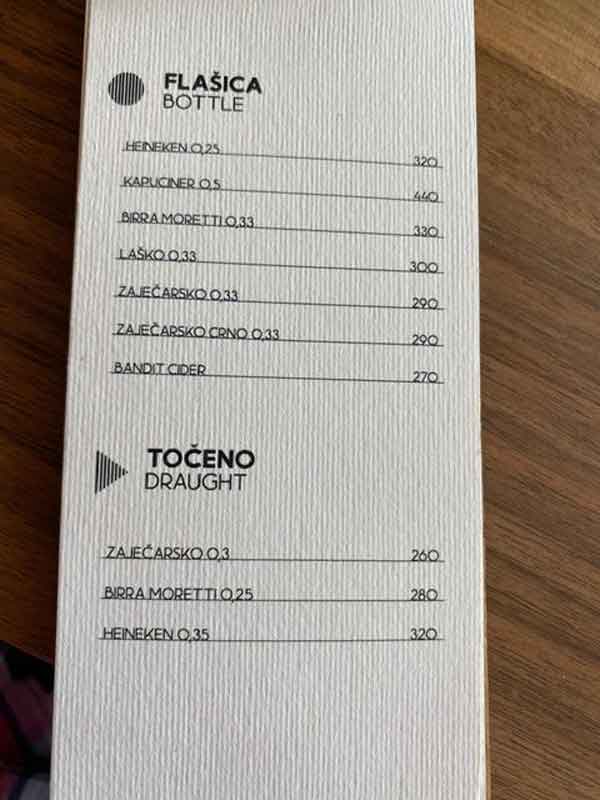 FLAŠICA
BOTTLE
HEINEKEN 0,25 320
KAPUCINER 0,5 440
BIRRA MORETTI 0,33 330
LAŠKO 0,33 300
ZAJEČARSKO 0,33 290
ZAJEČARSKO CRNO 0,33 290
BANDIT CIDER 270
TOČENO
DRAUGHT
ZAJEČARSKO 0,3 260
BIRRA MORETTI 0,25 280
HEINEKEN 0,35 320